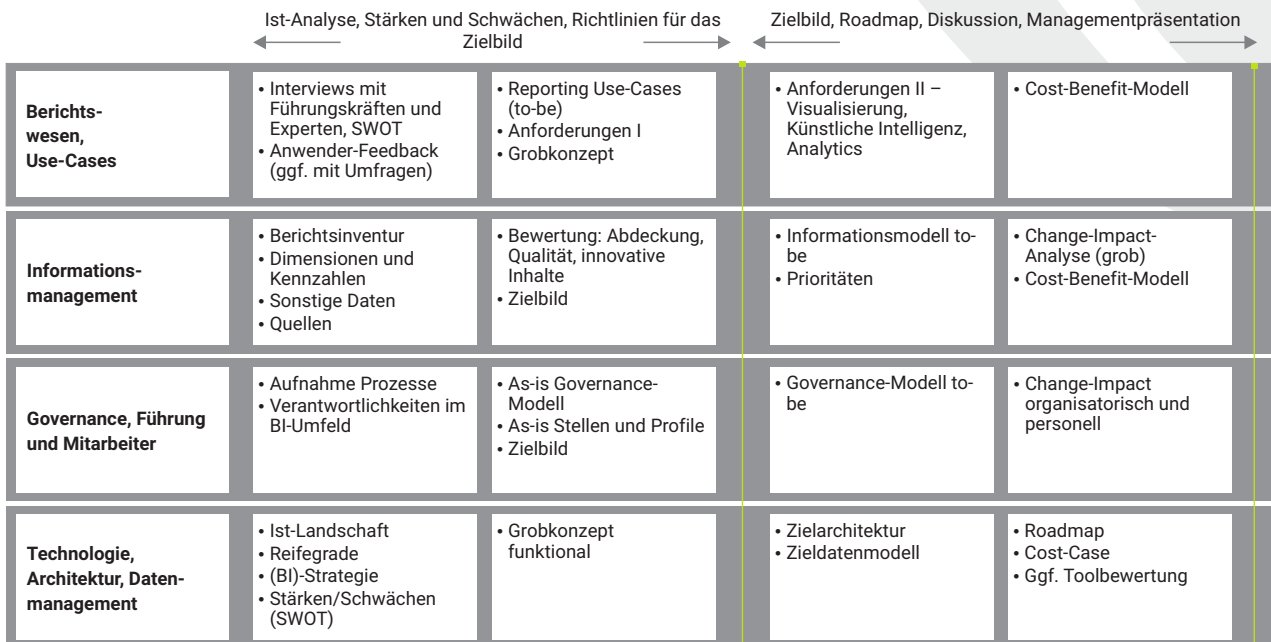 Ist-Analyse, Stärken und Schwächen, Richtlinien für das
Zielbild
Zielbild, Roadmap, Diskussion, Managementpräsentation
Berichts-
wesen,
Use-Cases
• Interviews mit
Führungskräften und
Experten, SWOT
• Anwender-Feedback
(ggf. mit Umfragen)
• Reporting Use-Cases
(to-be)
• Anforderungen I
• Grobkonzept
• Anforderungen II –
Visualisierung,
Künstliche Intelligenz,
Analytics
• Cost-Benefit-Modell
Informations-
management
• Berichtsinventur
• Dimensionen und
Kennzahlen
• Sonstige Daten
• Quellen
• Bewertung: Abdeckung,
Qualität, innovative
Inhalte
• Zielbild
• Informationsmodell to-
be
• Prioritäten
• Change-Impact-
Analyse (grob)
• Cost-Benefit-Modell
Governance, Führung
und Mitarbeiter
• Aufnahme Prozesse
• Verantwortlichkeiten im
BI-Umfeld
• As-is Governance-
Modell
• As-is Stellen und Profile
• Zielbild
• Governance-Modell to-
be
• Change-Impact
organisatorisch und
personell
Technologie,
Architektur, Daten-
management
• Ist-Landschaft
• Reifegrade
• (BI)-Strategie
• Stärken/Schwächen
(SWOT)
• Grobkonzept
funktional
• Zielarchitektur
• Zieldatenmodell
• Roadmap
• Cost-Case
• Ggf. Toolbewertung